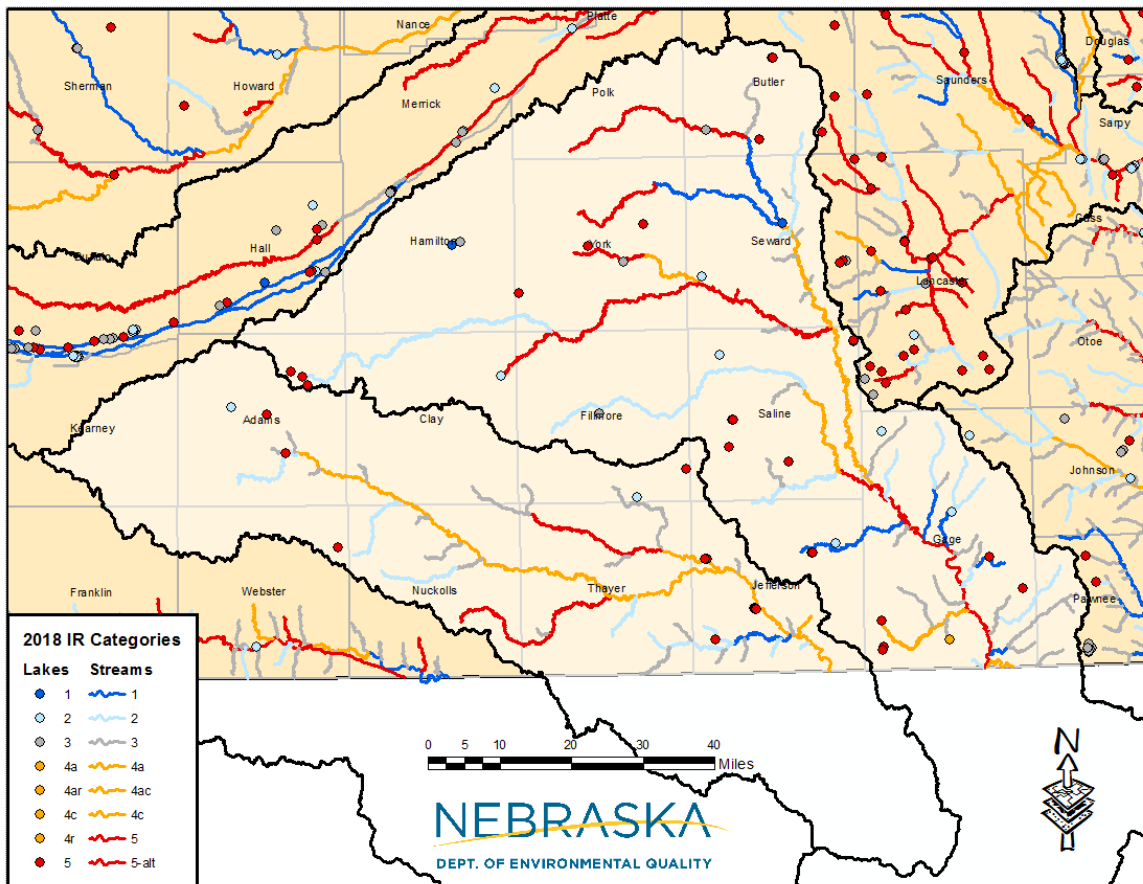 Nance
Platte
Douglas
Sherman
Howard
Merrick
Polk
Butler
Saunders
Sarpy
Cass
Hall
Hamilton
York
Seward
Lancaster
Otoe
Kearney
Adams
Clay
Fillmore
Saline
Johnson
Gage
Franklin
Webster
Nuckolls
Thayer
Jefferson
Pawnee
2018 IR Categories
Lakes Streams
1 1
2 2
3 3
4a 4a
4ar 4ac
4c 4c
4r 5
5 5-alt
0 5 10 20 30 40
Miles
N
NEBRASKA
DEPT. OF ENVIRONMENTAL QUALITY